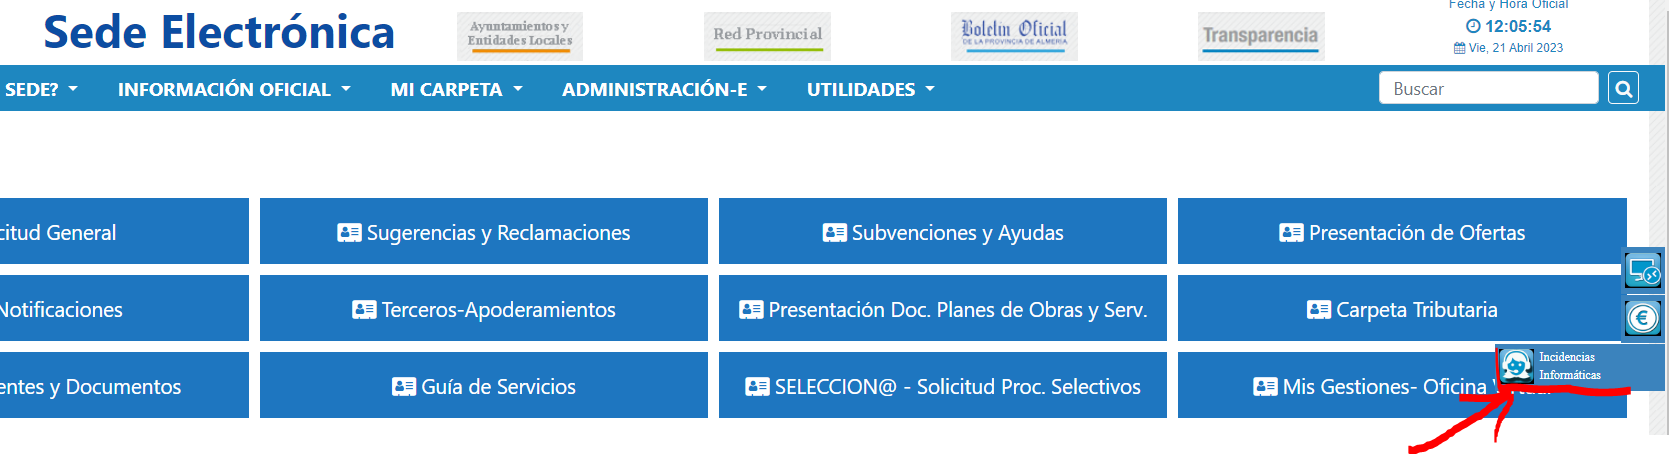 Fecha y Hora Oficial
Sede Electrónica
Ayuntamientos y
Entidades Locales
Red Provincial
Boletín Oficial
DE LA PROVINCIA DE ALMERÍA
Transparencia
12:05:54
Vie, 21 Abril 2023
SEDE? INFORMACIÓN OFICIAL MI CARPETA ADMINISTRACIÓN-E UTILIDADES Buscar
citud General Sugerencias y Reclamaciones Subvenciones y Ayudas Presentación de Ofertas
Notificaciones Terceros-Apoderamientos Presentación Doc. Planes de Obras y Serv. Carpeta Tributaria
€
Incidencias
Informáticas
entes y Documentos Guía de Servicios SELECCION@ - Solicitud Proc. Selectivos Mis Gestiones- Oficina